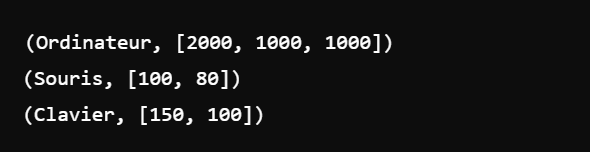 (Ordinateur, [2000, 1000, 1000])
(Souris, [100, 80])
(Clavier, [150, 100])